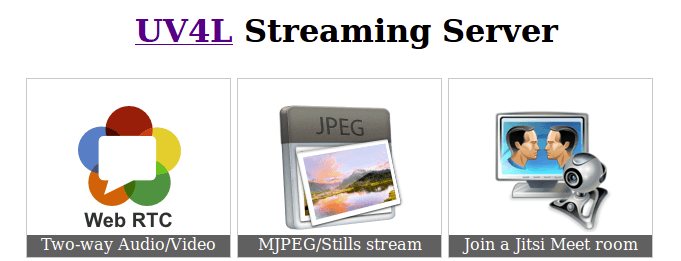 UV4L Streaming Server
JPEG
Web RTC
Two-way Audio/Video
MJPEG/Stills stream
Join a Jitsi Meet room